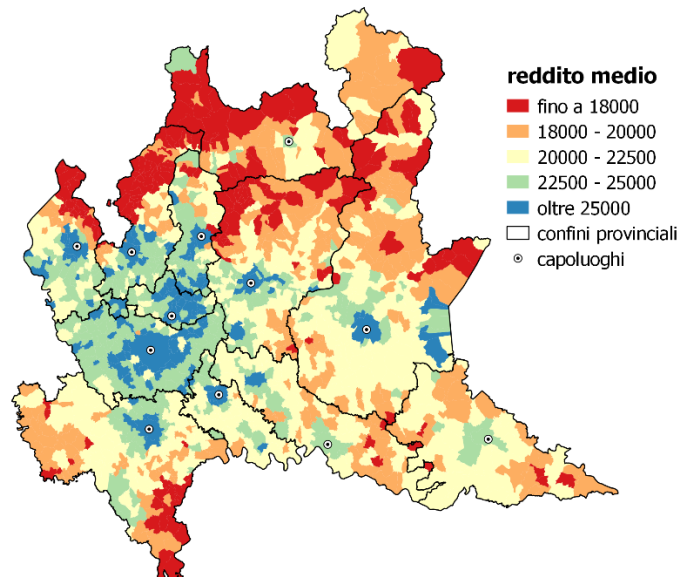 reddito medio
fino a 18000
18000 - 20000
20000 - 22500
22500 - 25000
oltre 25000
confini provinciali
capoluoghi